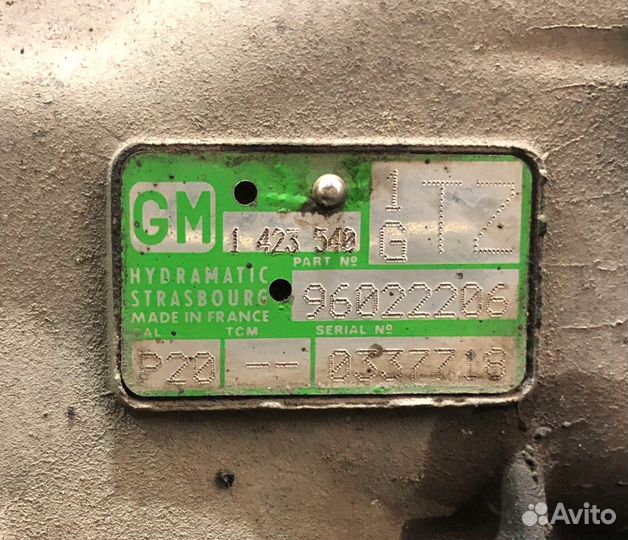 GM
1 423 540
1
G
TZ
PART Nº
HYDRAMATIC
STRASBOURG
MADE IN FRANCE
96022206
CAL
TCM
SERIAL Nº
P20
--
0337718
Avito